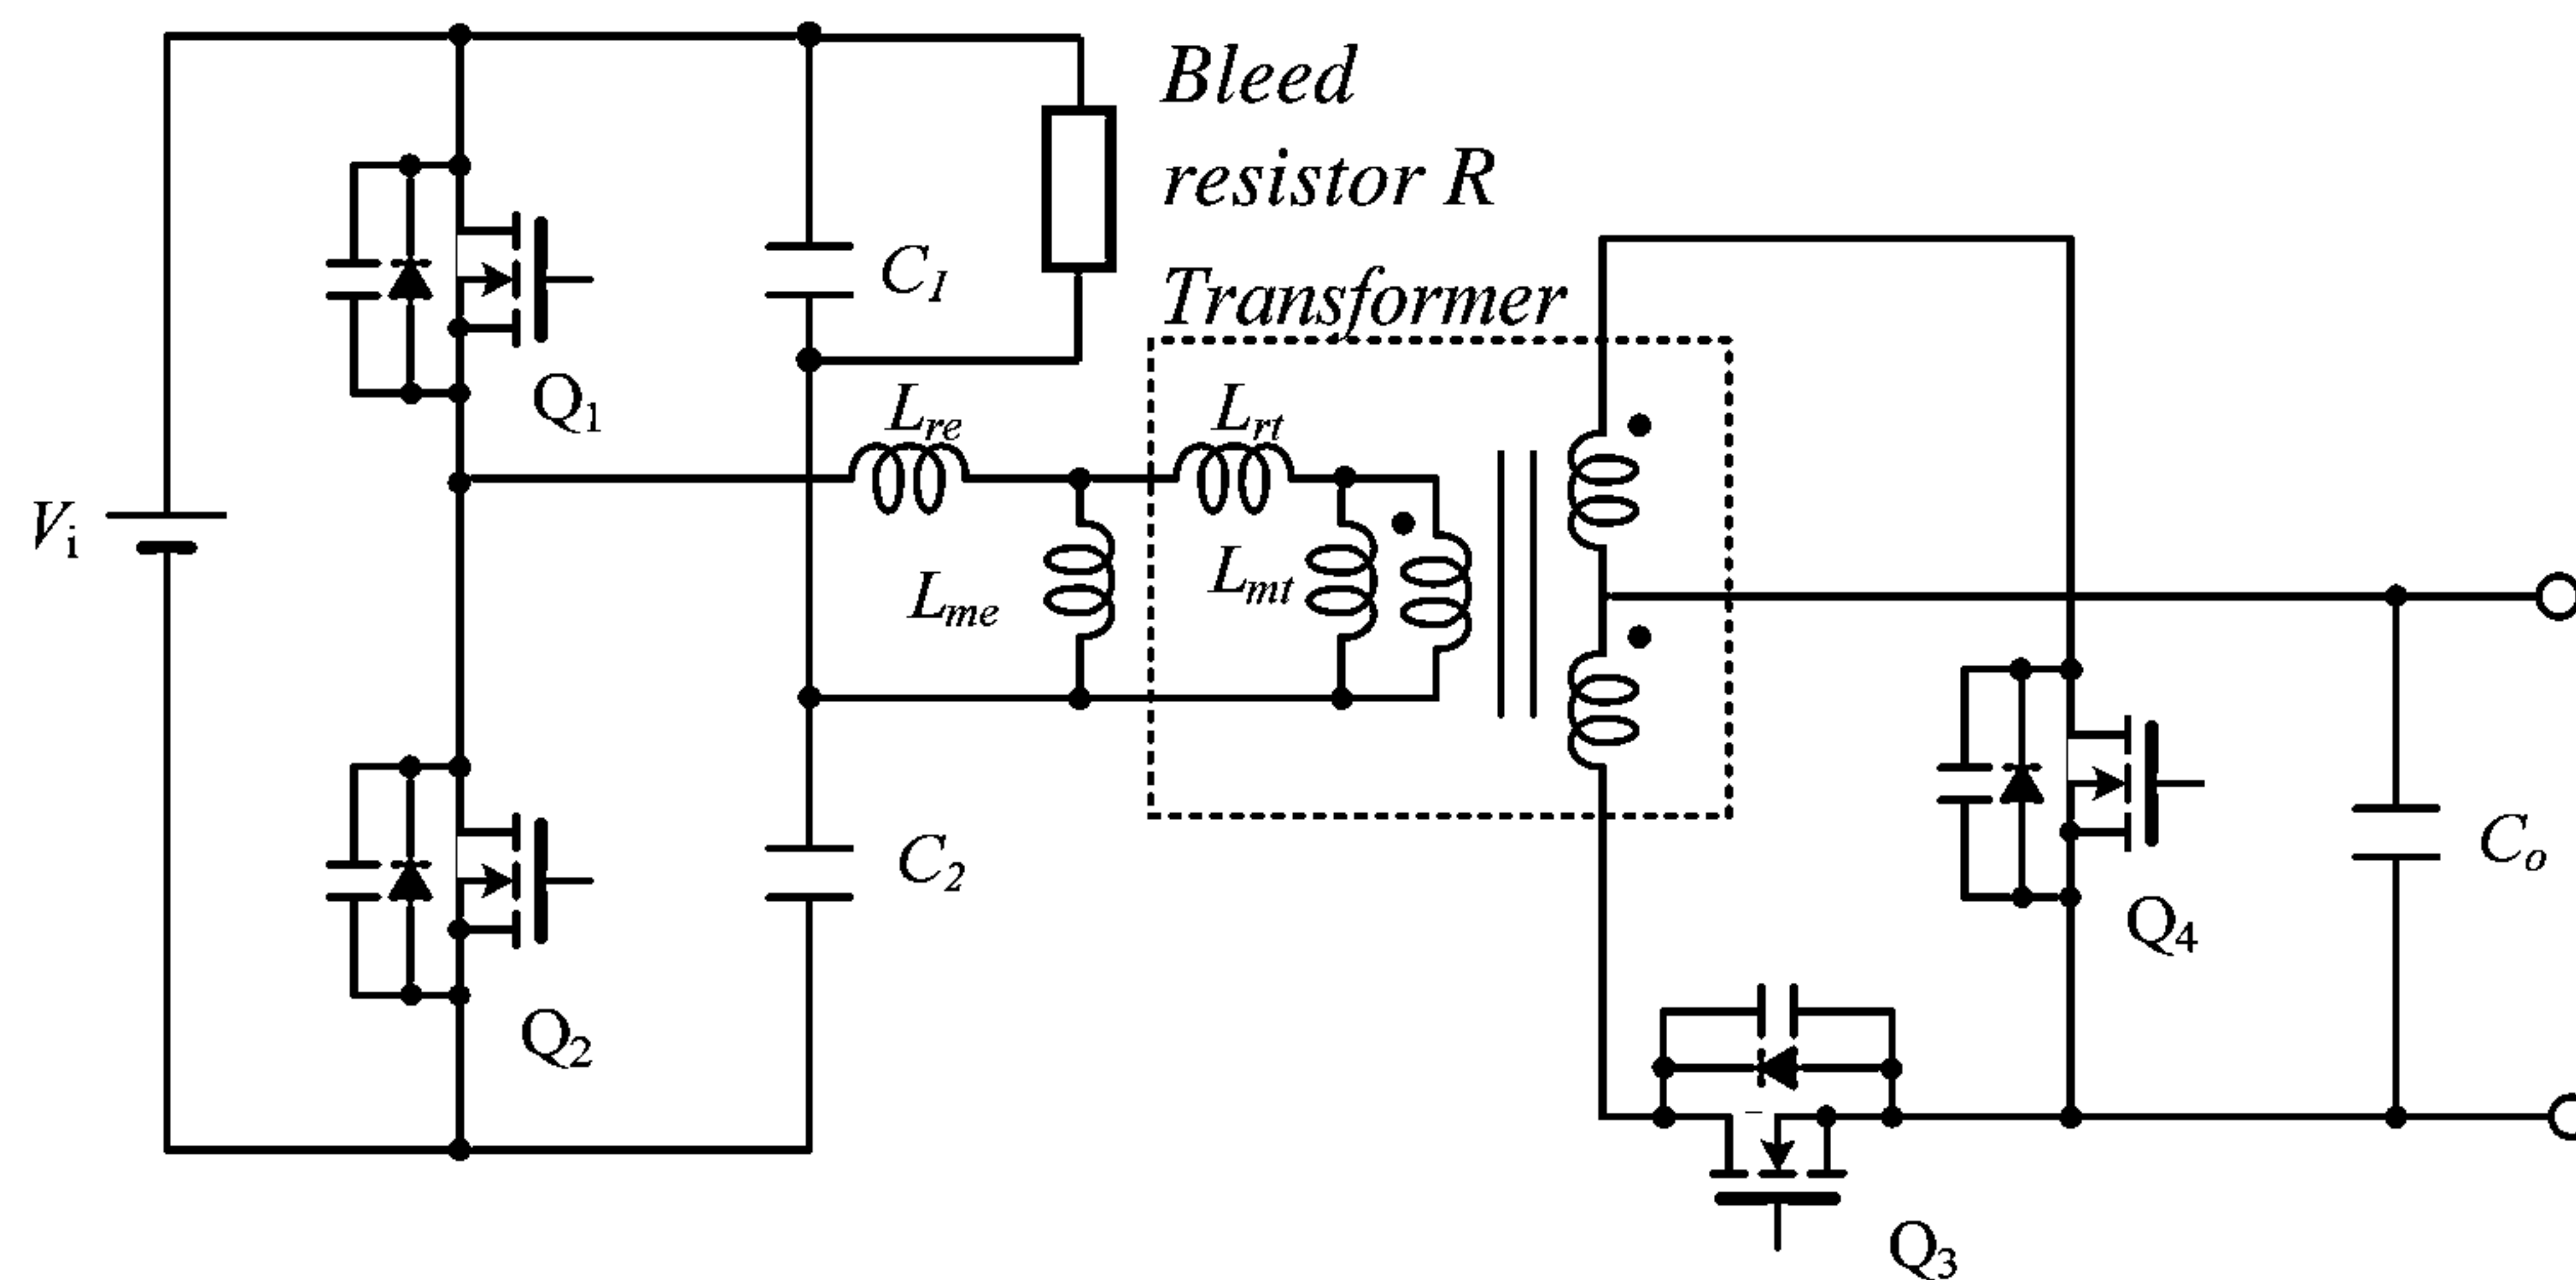 Bleed
resistor R
Transformer
C1
Q1
Lre
Lrt
Vi
Lme
Lmt
C2
Q2
Q4
Co
Q3